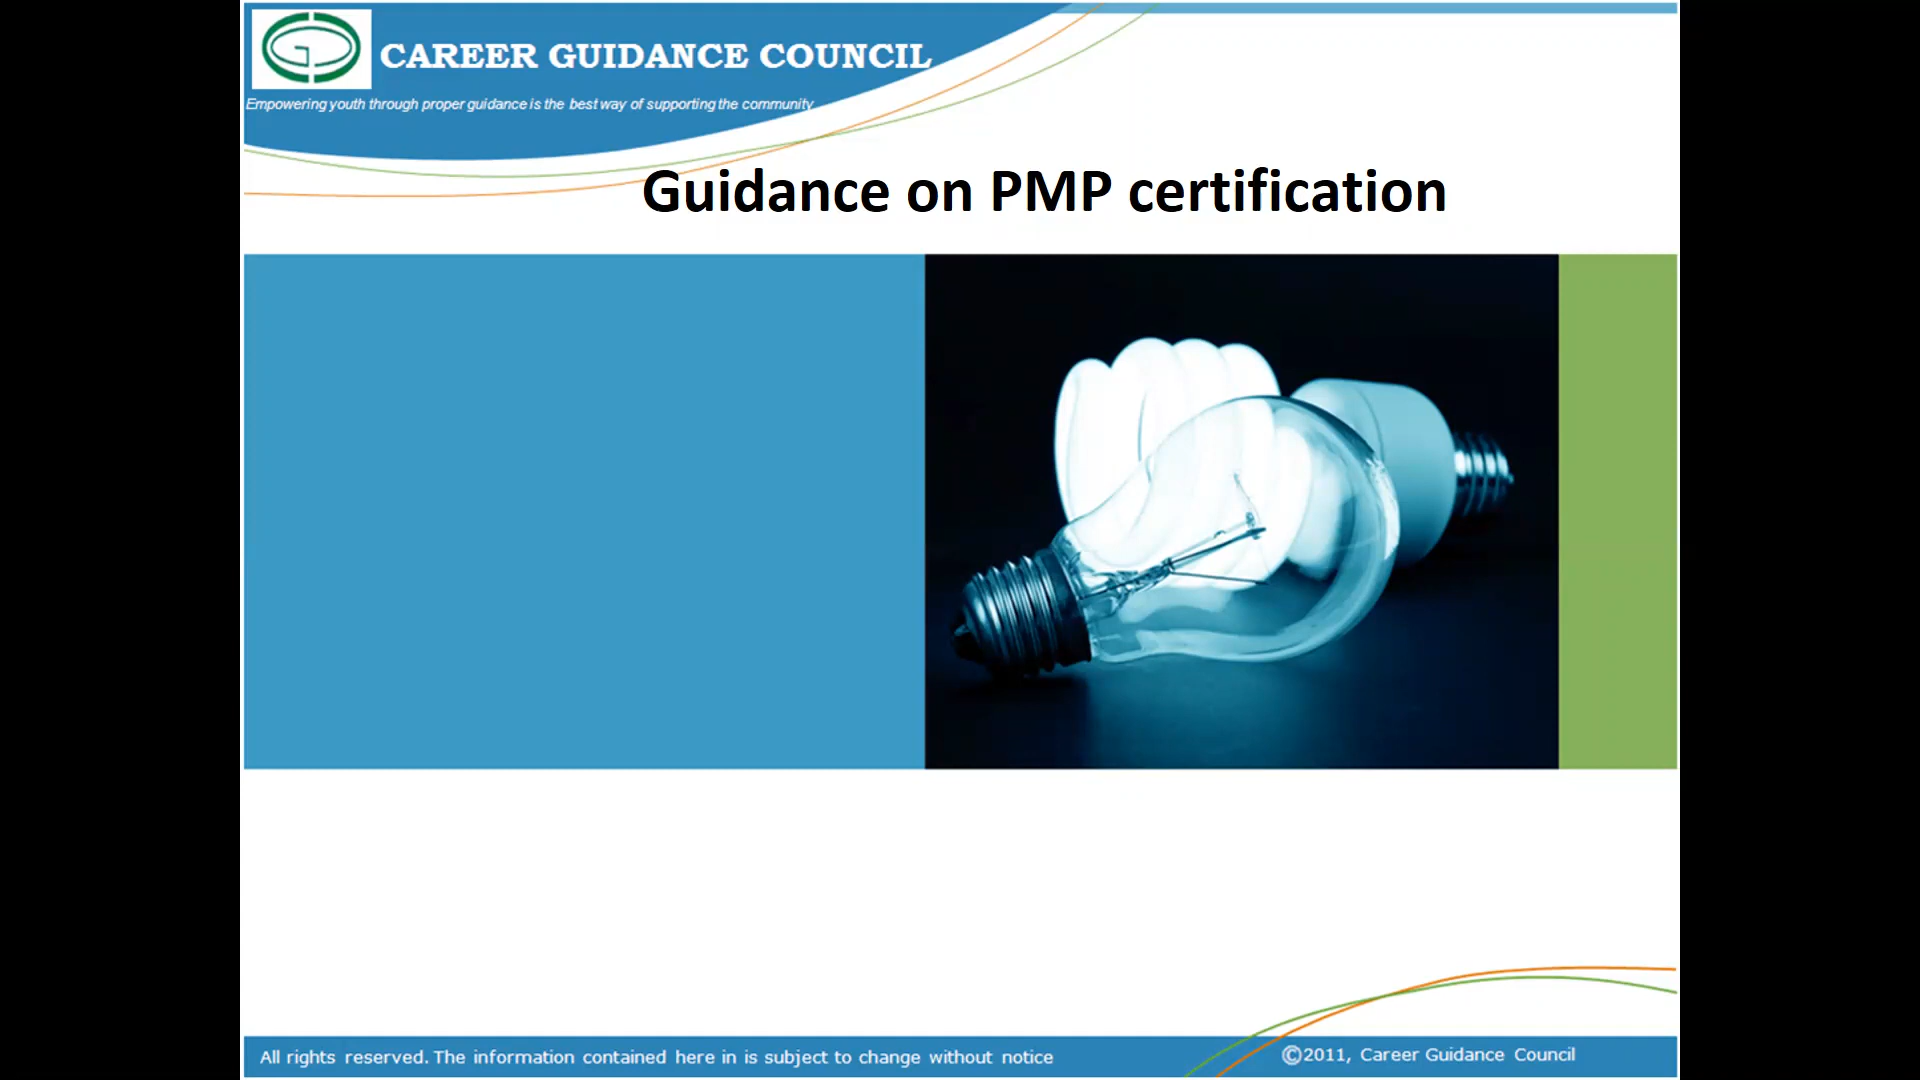 CAREER GUIDANCE COUNCIL
Empowering youth through proper guidance is the best way of supporting the community
Guidance on PMP certification
All rights reserved. The information contained here in is subject to change without notice
©2011, Career Guidance Council